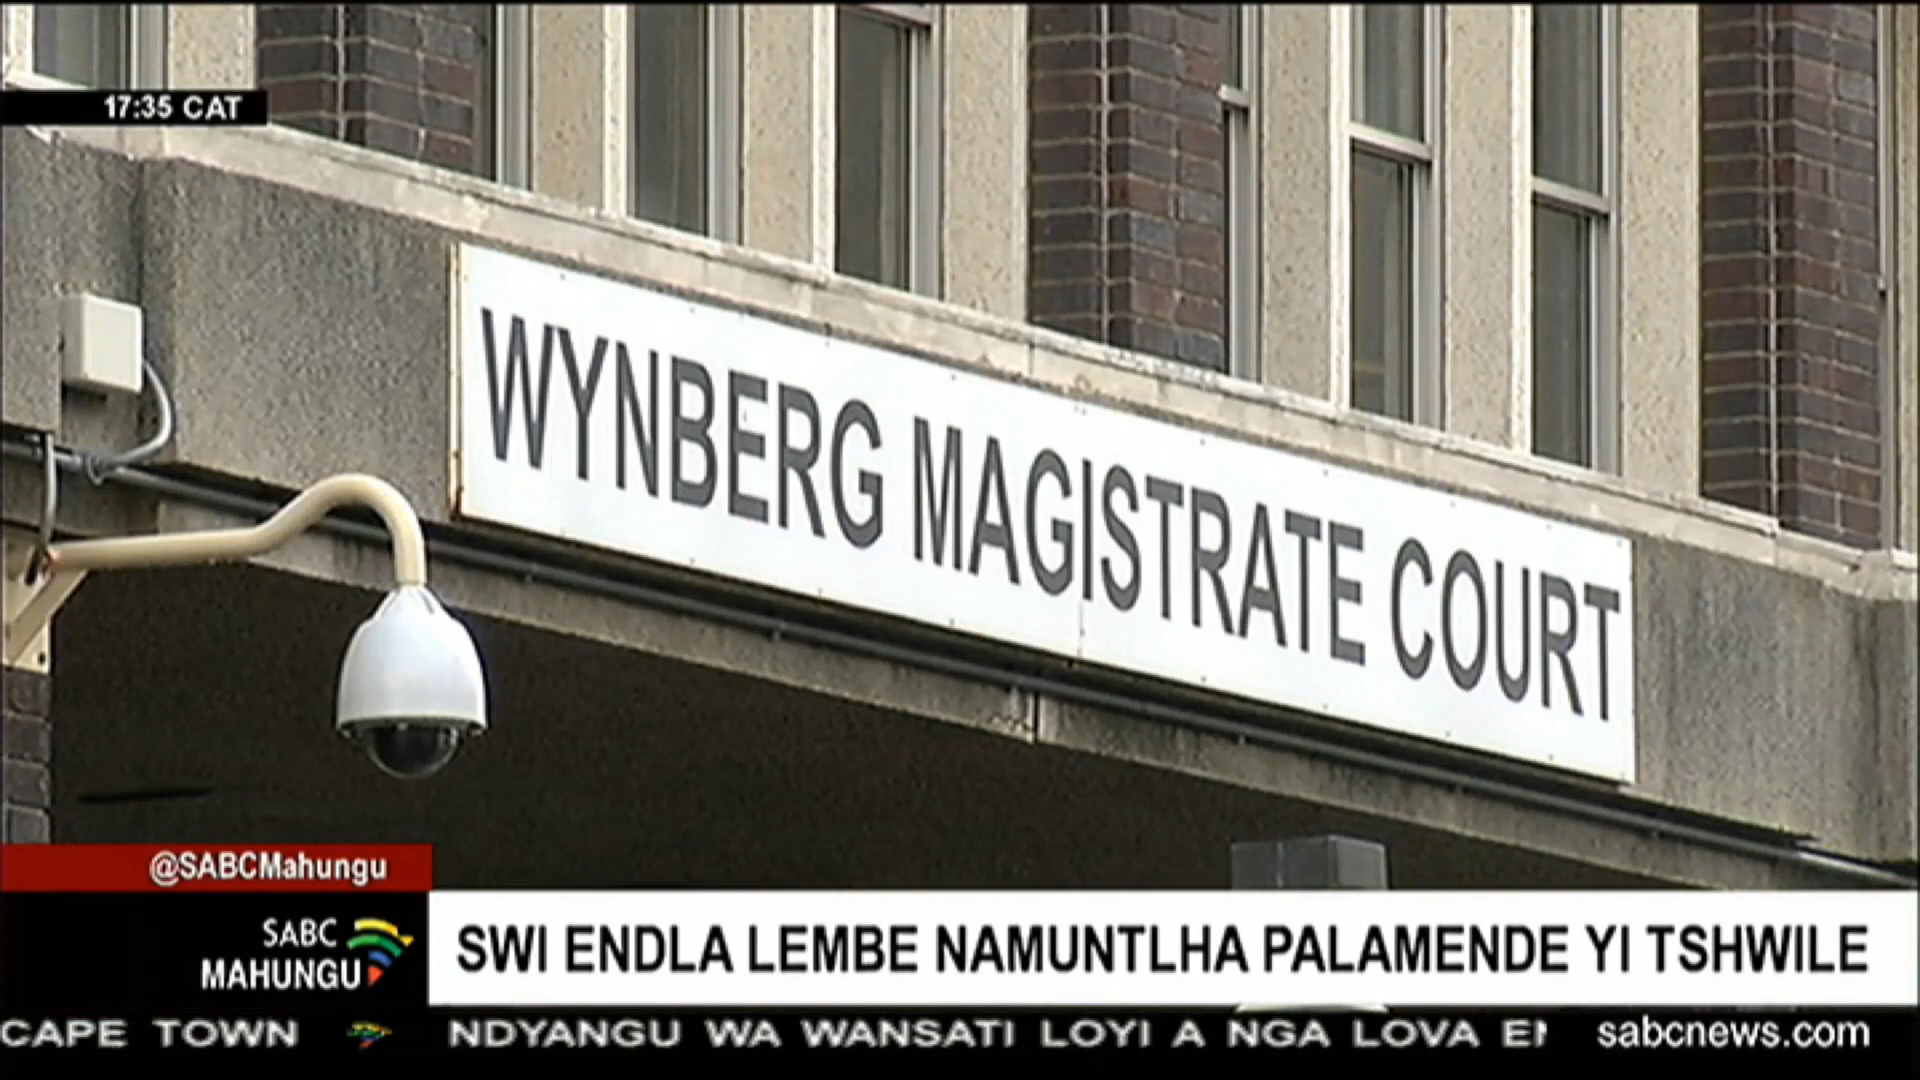 17:35 CAT
WYNBERG MAGISTRATE COURT
@SABCMahungu
SABC
MAHUNGU
SWI ENDLA LEMBE NAMUNTLHA PALAMENDE YI TSHWILE
CAPE TOWN NDYANGU WA WANSATI LOYI A NGA LOVA
sabcnews.com